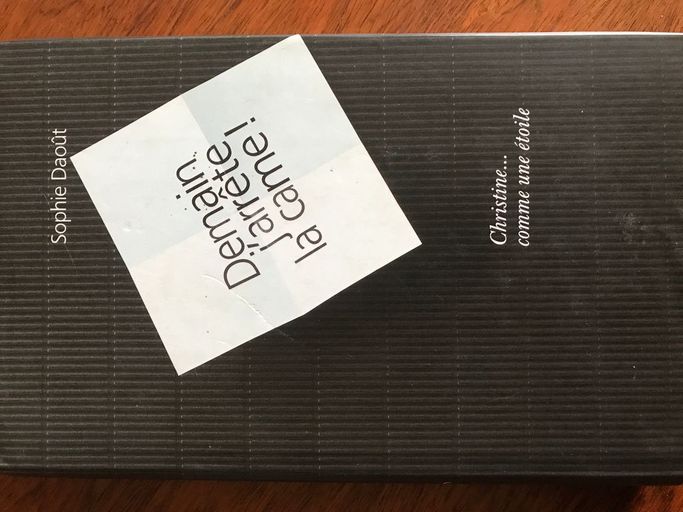 Sophie Daoût
Demain,
J'arrête
la came !
Christine...
comme une étoile